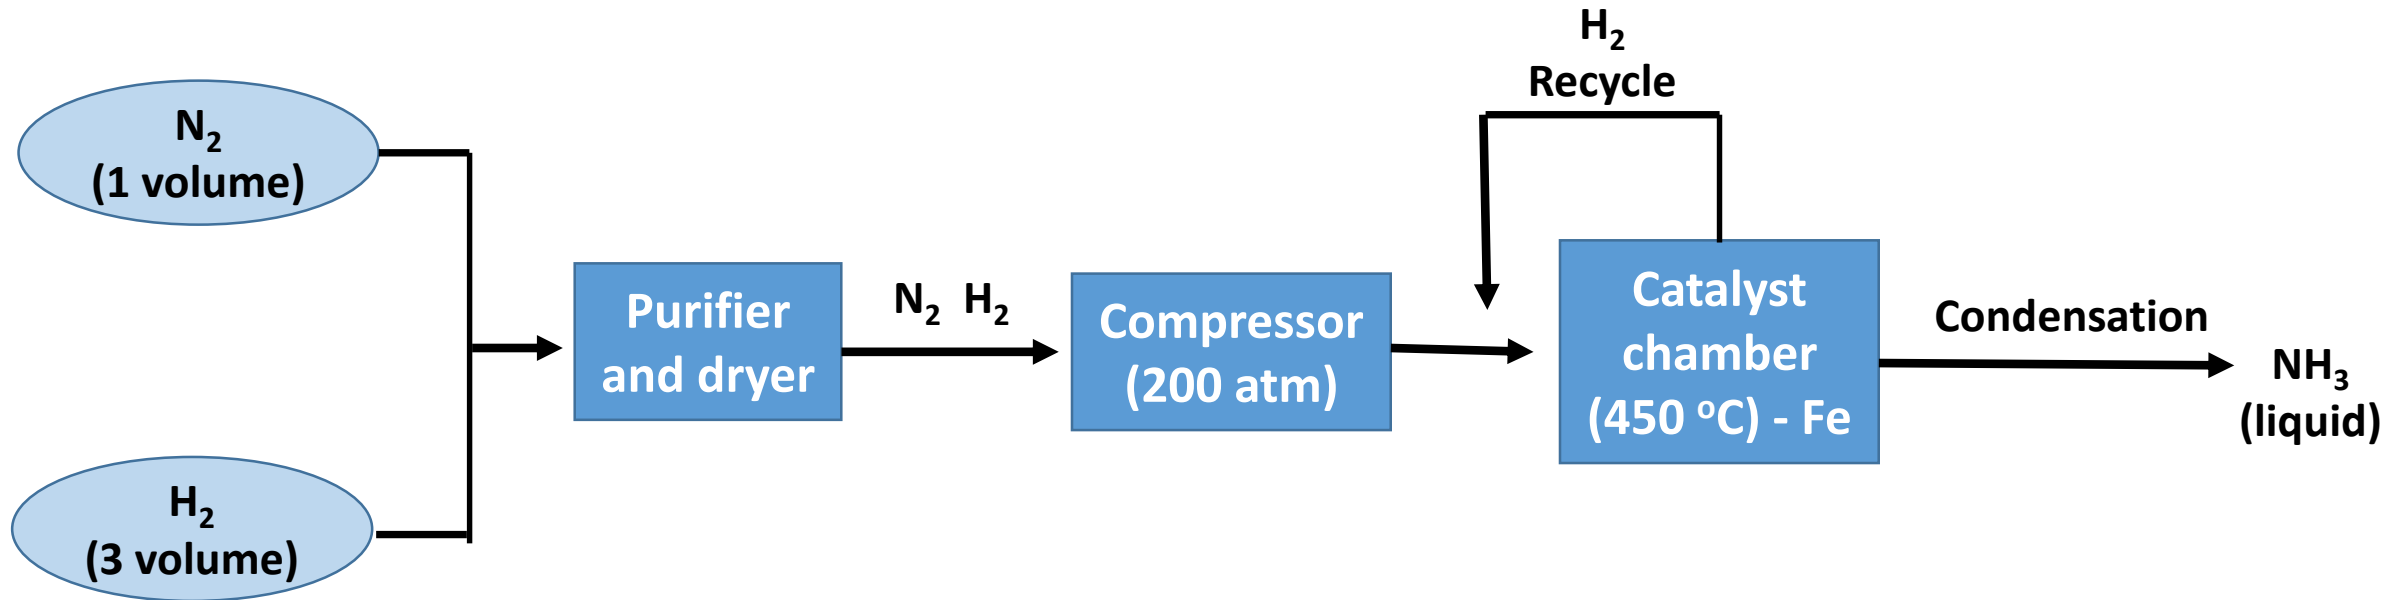 N₂
(1 volume)
H₂
(3 volume)
Purifier
and dryer
N₂ H₂
Compressor
(200 atm)
H₂
Recycle
Catalyst
chamber
(450 ᵒC) - Fe
Condensation
NH₃
(liquid)